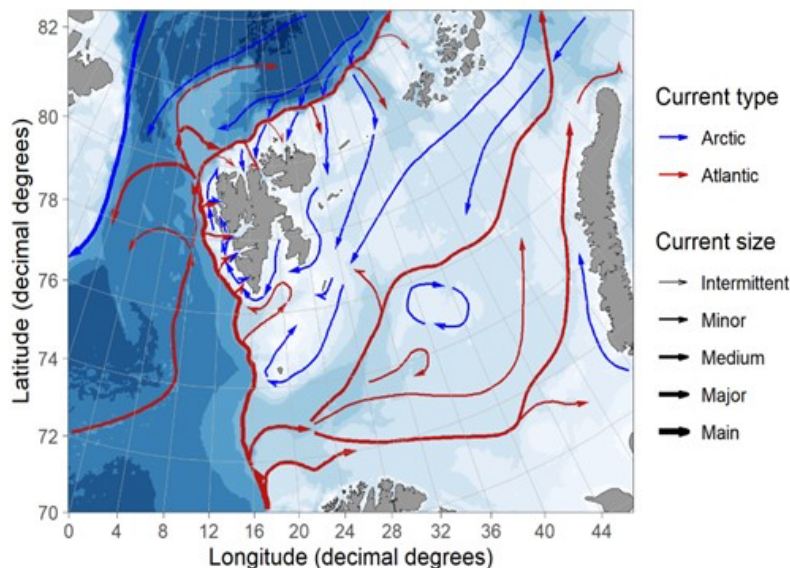 82
80
78
76
74
72
70
Latitude (decimal degrees)
0 4 8 12 16 20 24 28 32 36 40 44
Longitude (decimal degrees)
Current type
Arctic
Atlantic
Current size
Intermittent
Minor
Medium
Major
Main